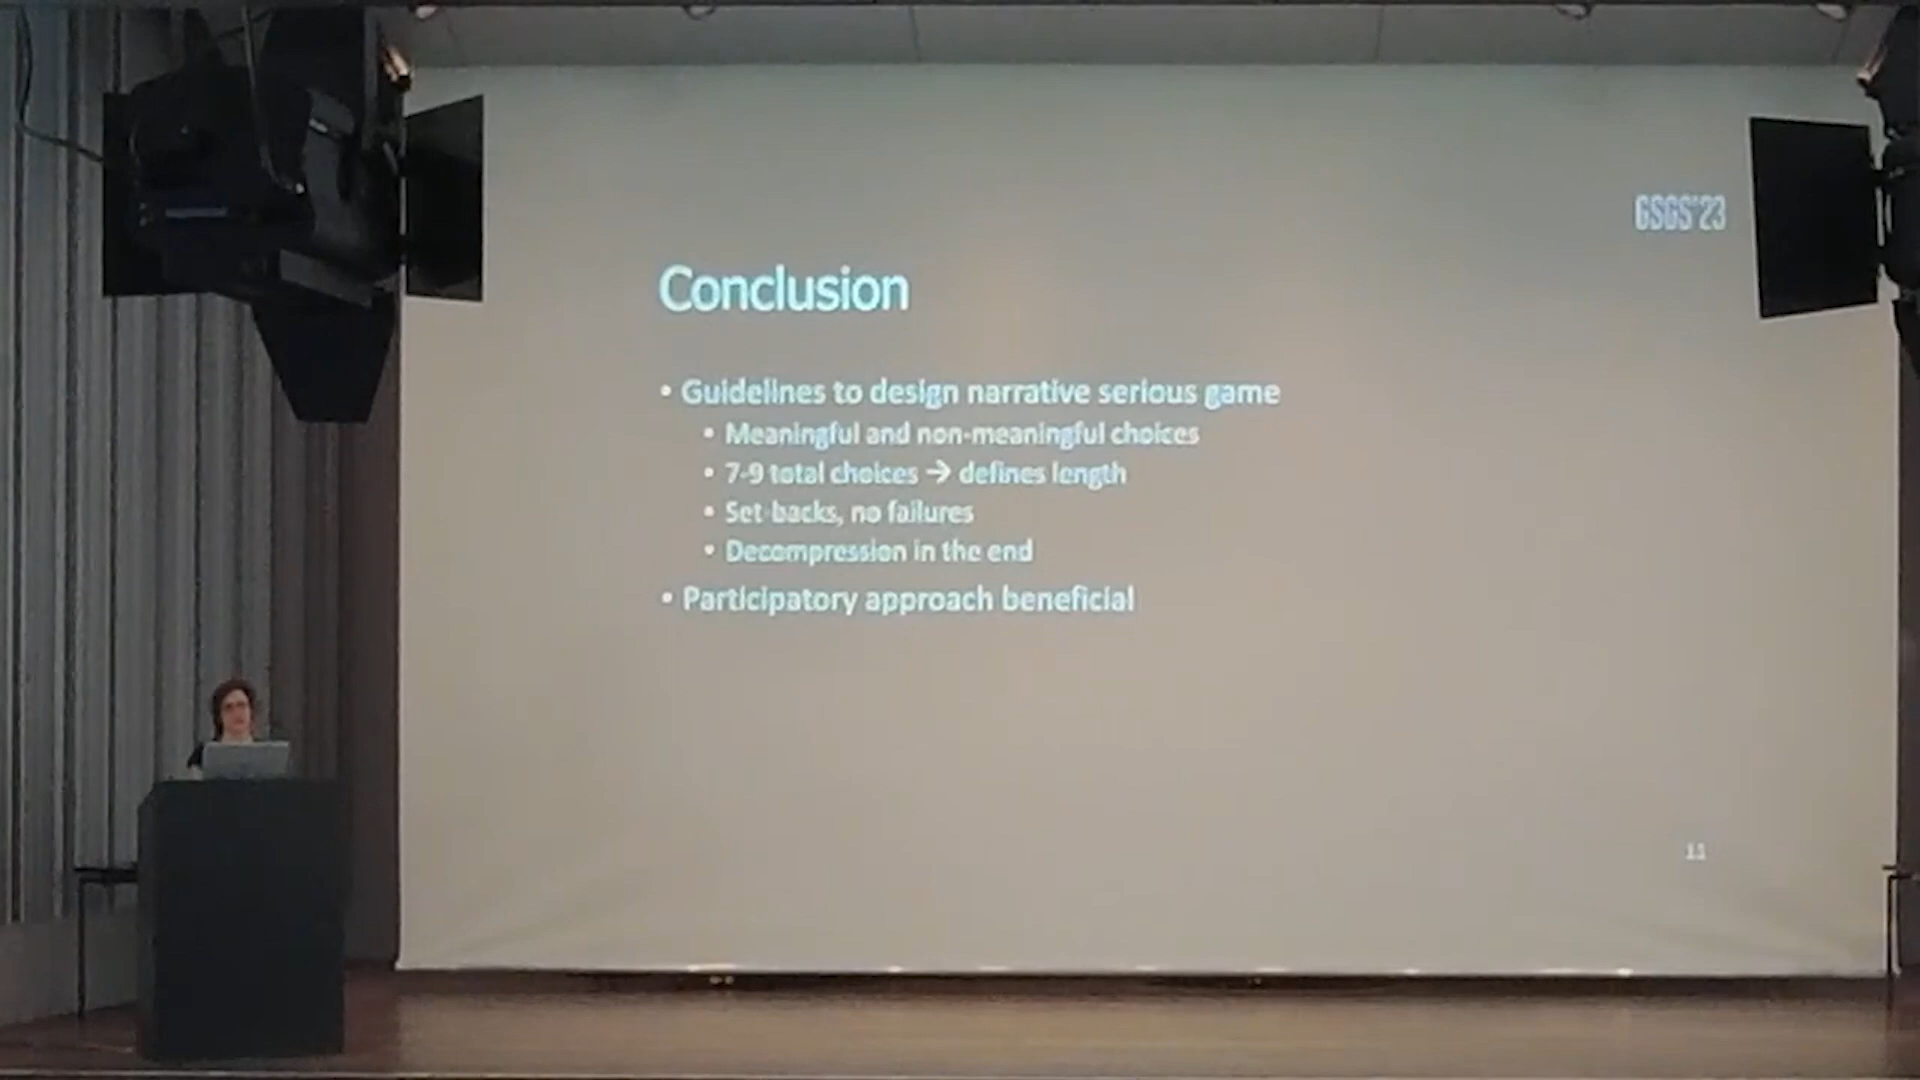 GSGS'23
Conclusion
• Guidelines to design narrative serious game
• Meaningful and non-meaningful choices
• 7-9 total choices → defines length
• Set-backs, no failures
• Decompression in the end
• Participatory approach beneficial
11